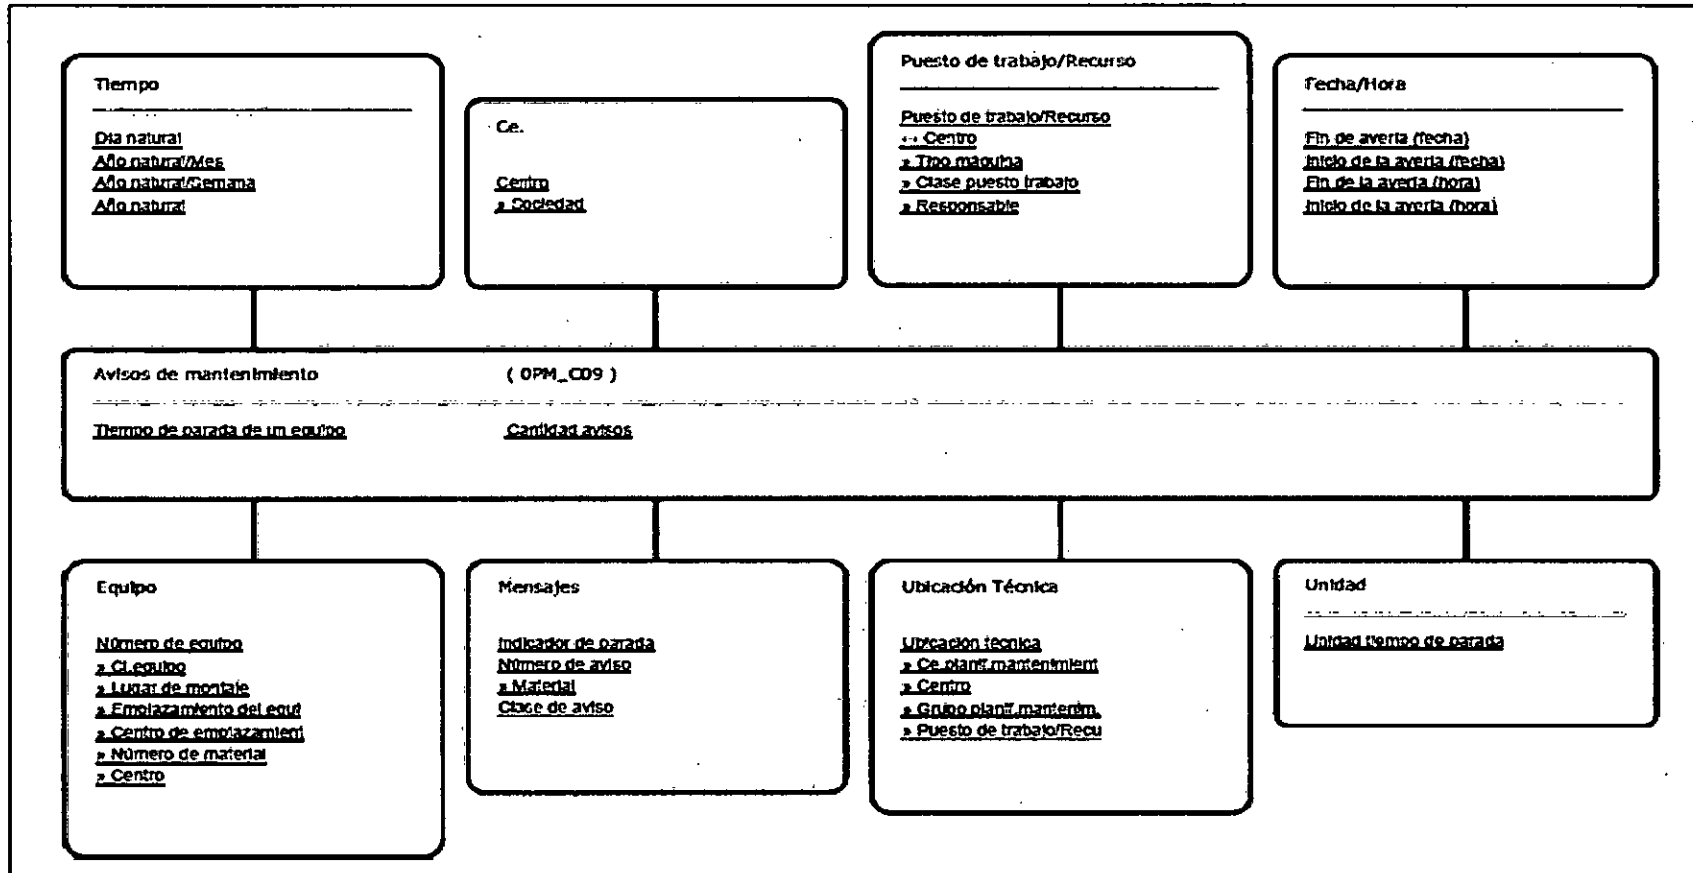 Tiempo
Día natural
Año natural/Mes
Año natural/Semana
Año natural
Ce.
Centro
» Sociedad
Puesto de trabajo/Recurso
Puesto de trabajo/Recurso
↔ Centro
» Tipo máquina
» Clase puesto trabajo
» Responsable
Fecha/Hora
Fin de avería (fecha)
Inicio de la avería (fecha)
Fin de la avería (hora)
Inicio de la avería (hora)
Avisos de mantenimiento ( 0PM_C09 )
Tiempo de parada de un equipo Cantidad avisos
Equipo
Número de equipo
» Cl.equipo
» Lugar de montaje
» Emplazamiento del equi
» Centro de emplazamient
» Número de material
» Centro
Mensajes
Indicador de parada
Número de aviso
» Material
Clase de aviso
Ubicación Técnica
Ubicación técnica
» Ce.planif.mantenimient
» Centro
» Grupo planif.mantenim.
» Puesto de trabajo/Recu
Unidad
Unidad tiempo de parada